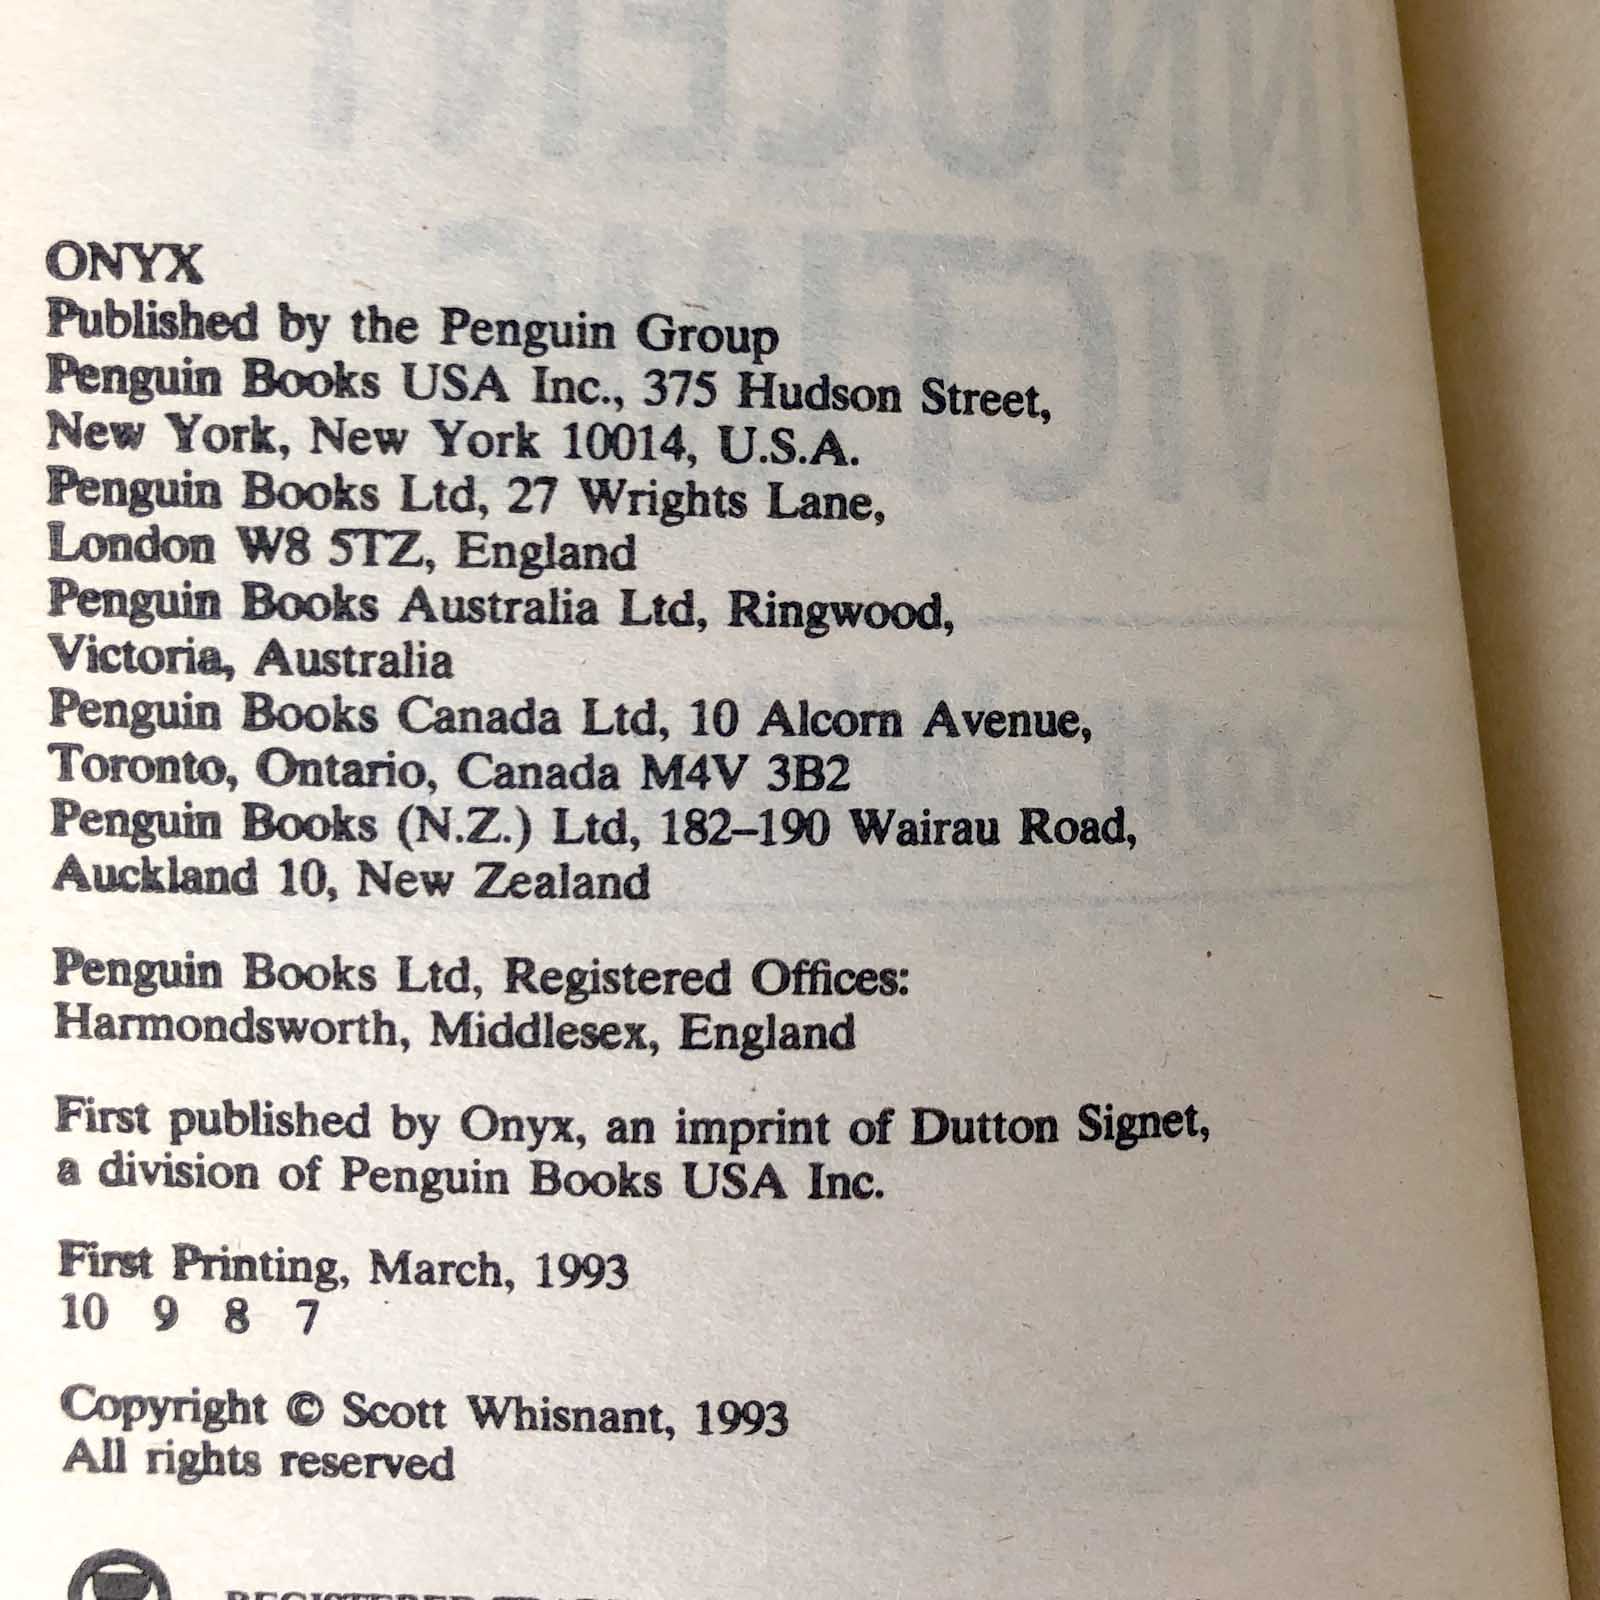 ONYX
Published by the Penguin Group
Penguin Books USA Inc., 375 Hudson Street,
New York, New York 10014, U.S.A.
Penguin Books Ltd, 27 Wrights Lane,
London W8 5TZ, England
Penguin Books Australia Ltd, Ringwood,
Victoria, Australia
Penguin Books Canada Ltd, 10 Alcorn Avenue,
Toronto, Ontario, Canada M4V 3B2
Penguin Books (N.Z.) Ltd, 182–190 Wairau Road,
Auckland 10, New Zealand
Penguin Books Ltd, Registered Offices:
Harmondsworth, Middlesex, England
First published by Onyx, an imprint of Dutton Signet,
a division of Penguin Books USA Inc.
First Printing, March, 1993
10 9 8 7
Copyright © Scott Whisnant, 1993
All rights reserved
REGISTERED